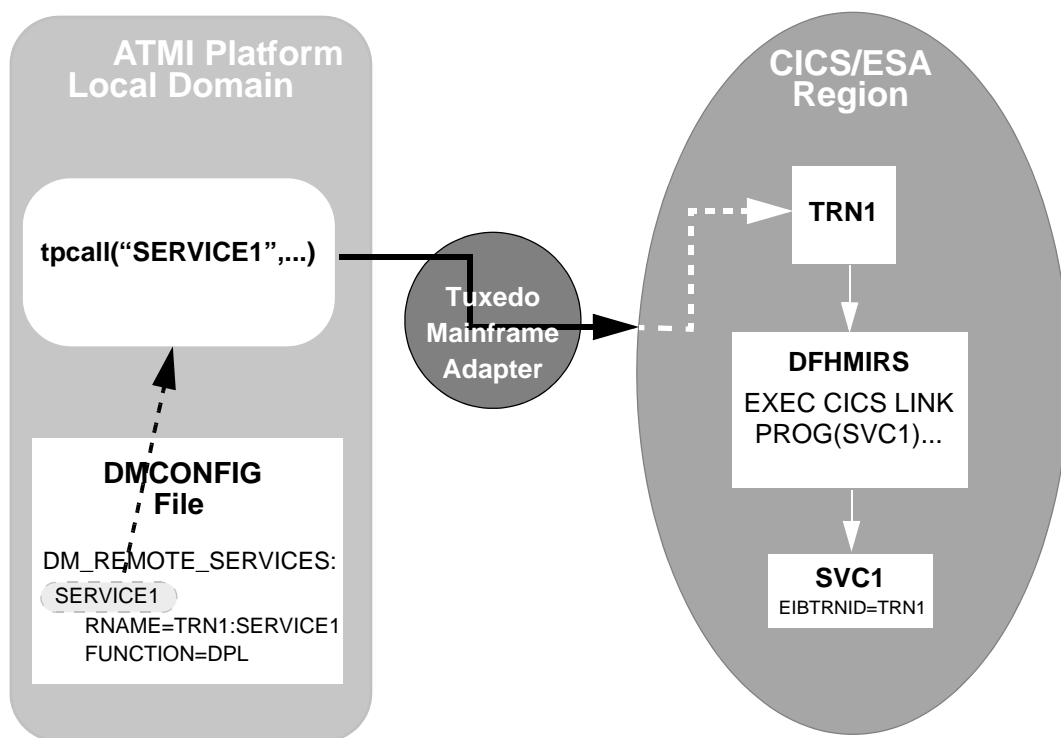 ATMI Platform
Local Domain
tpcall(“SERVICE1”,...)
DMCONFIG
File
DM_REMOTE_SERVICES:
SERVICE1
RNAME=TRN1:SERVICE1
FUNCTION=DPL
Tuxedo
Mainframe
Adapter
CICS/ESA
Region
TRN1
DFHMIRS
EXEC CICS LINK
PROG(SVC1)...
SVC1
EIBTRNID=TRN1